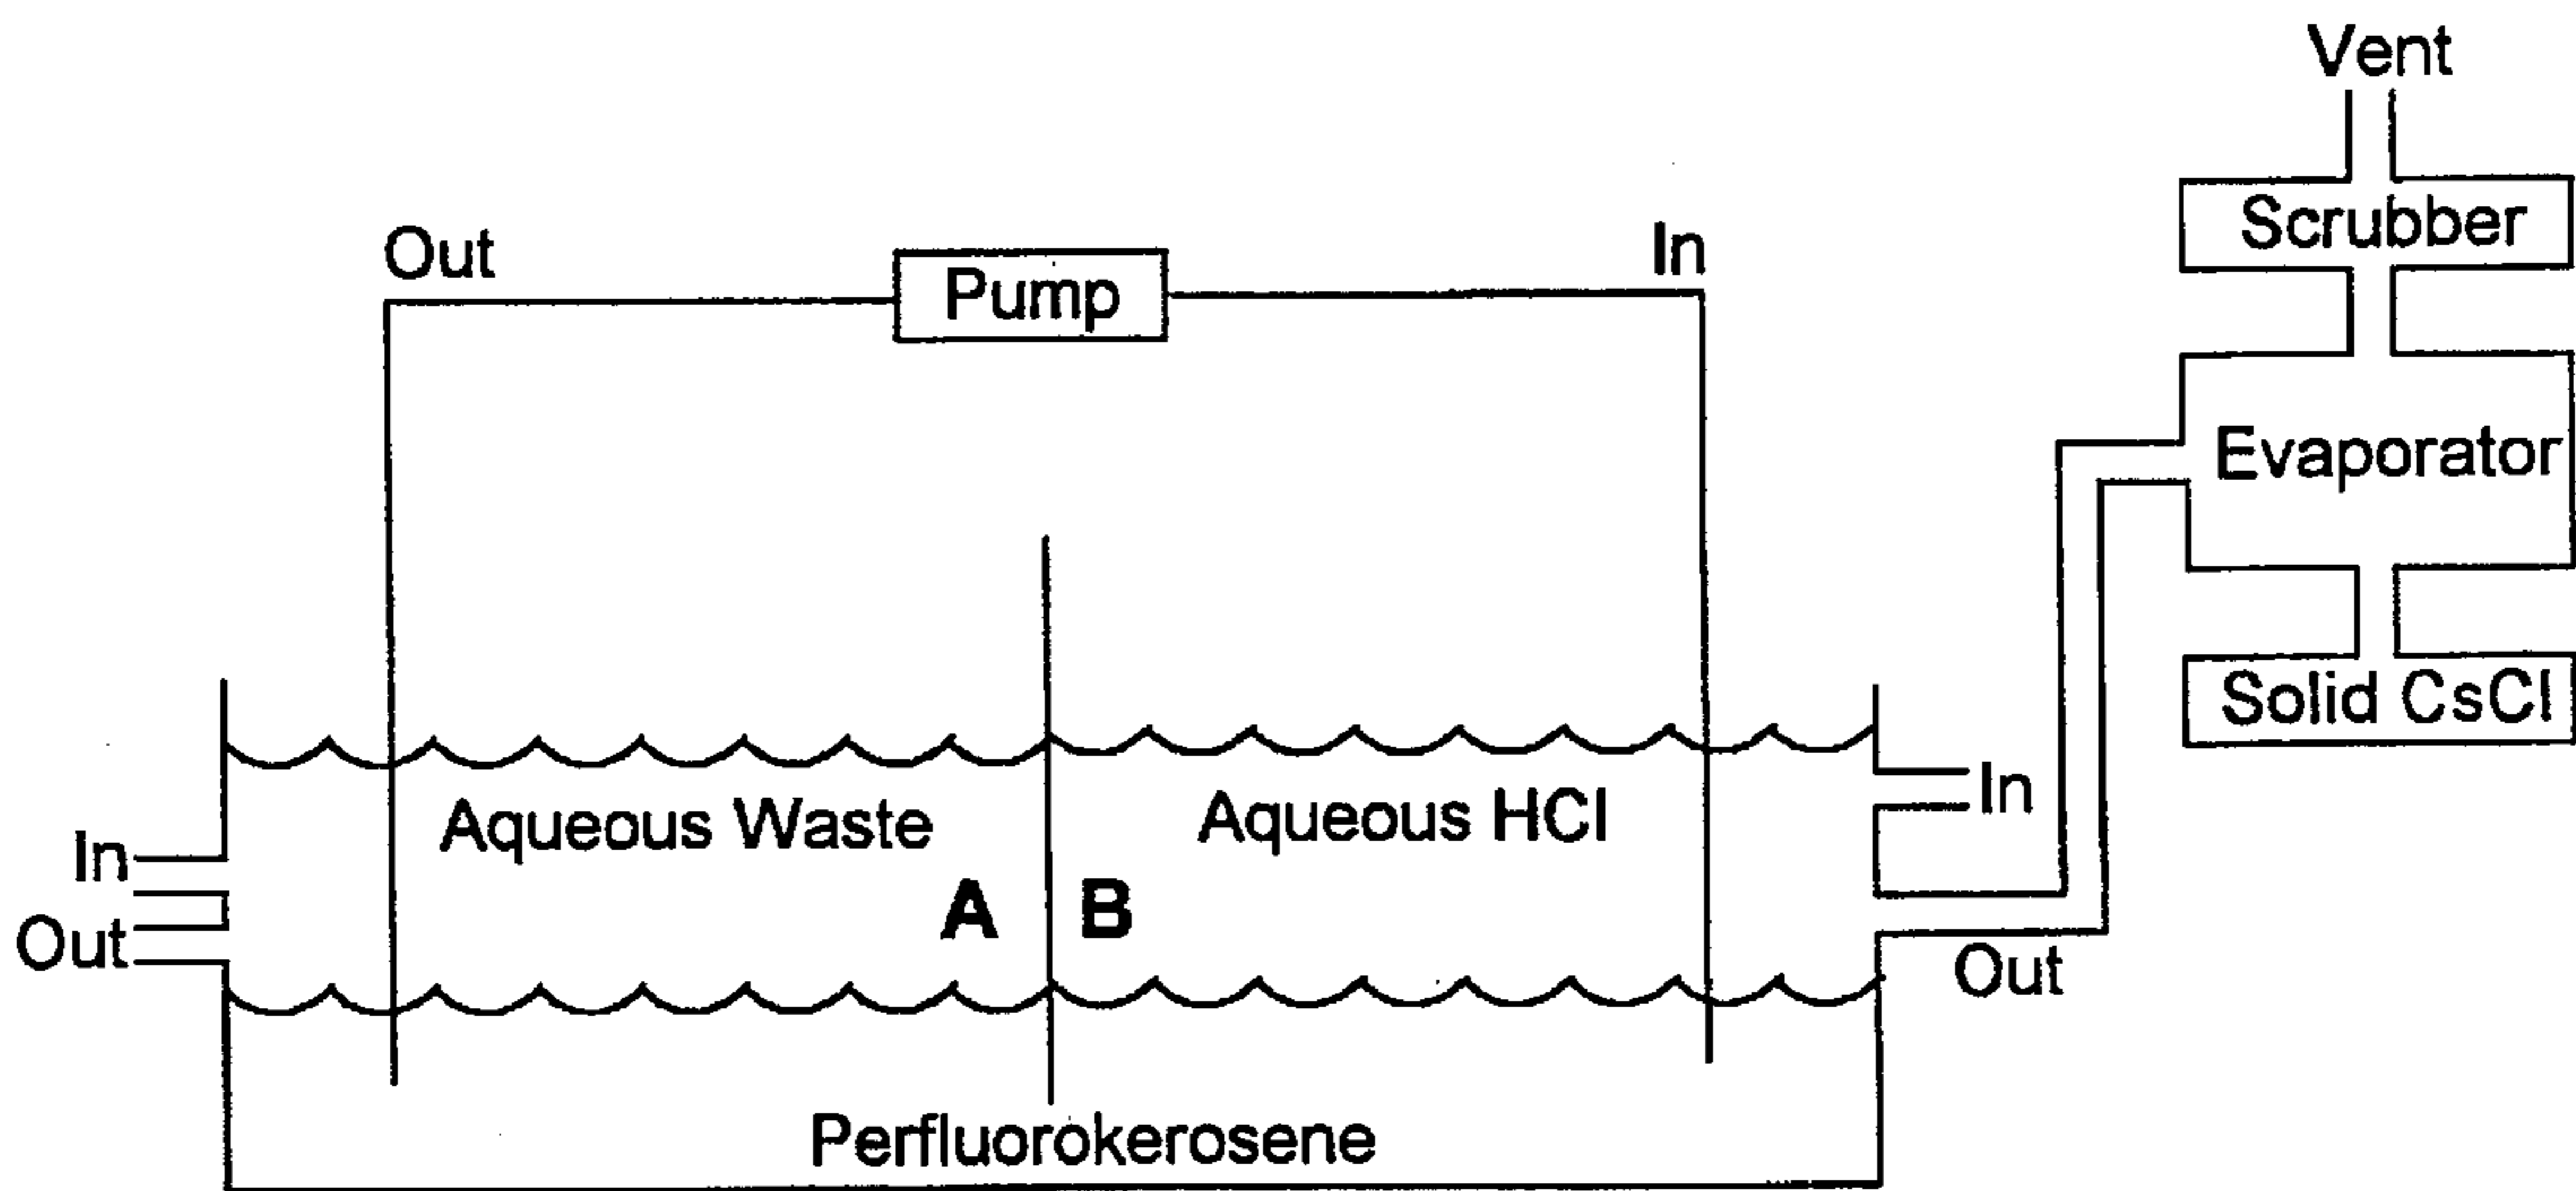 Vent
Scrubber
Out
Pump
In
Evaporator
Solid CsCl
Aqueous Waste
Aqueous HCl
In
In
A
B
Out
Out
Perfluorokerosene